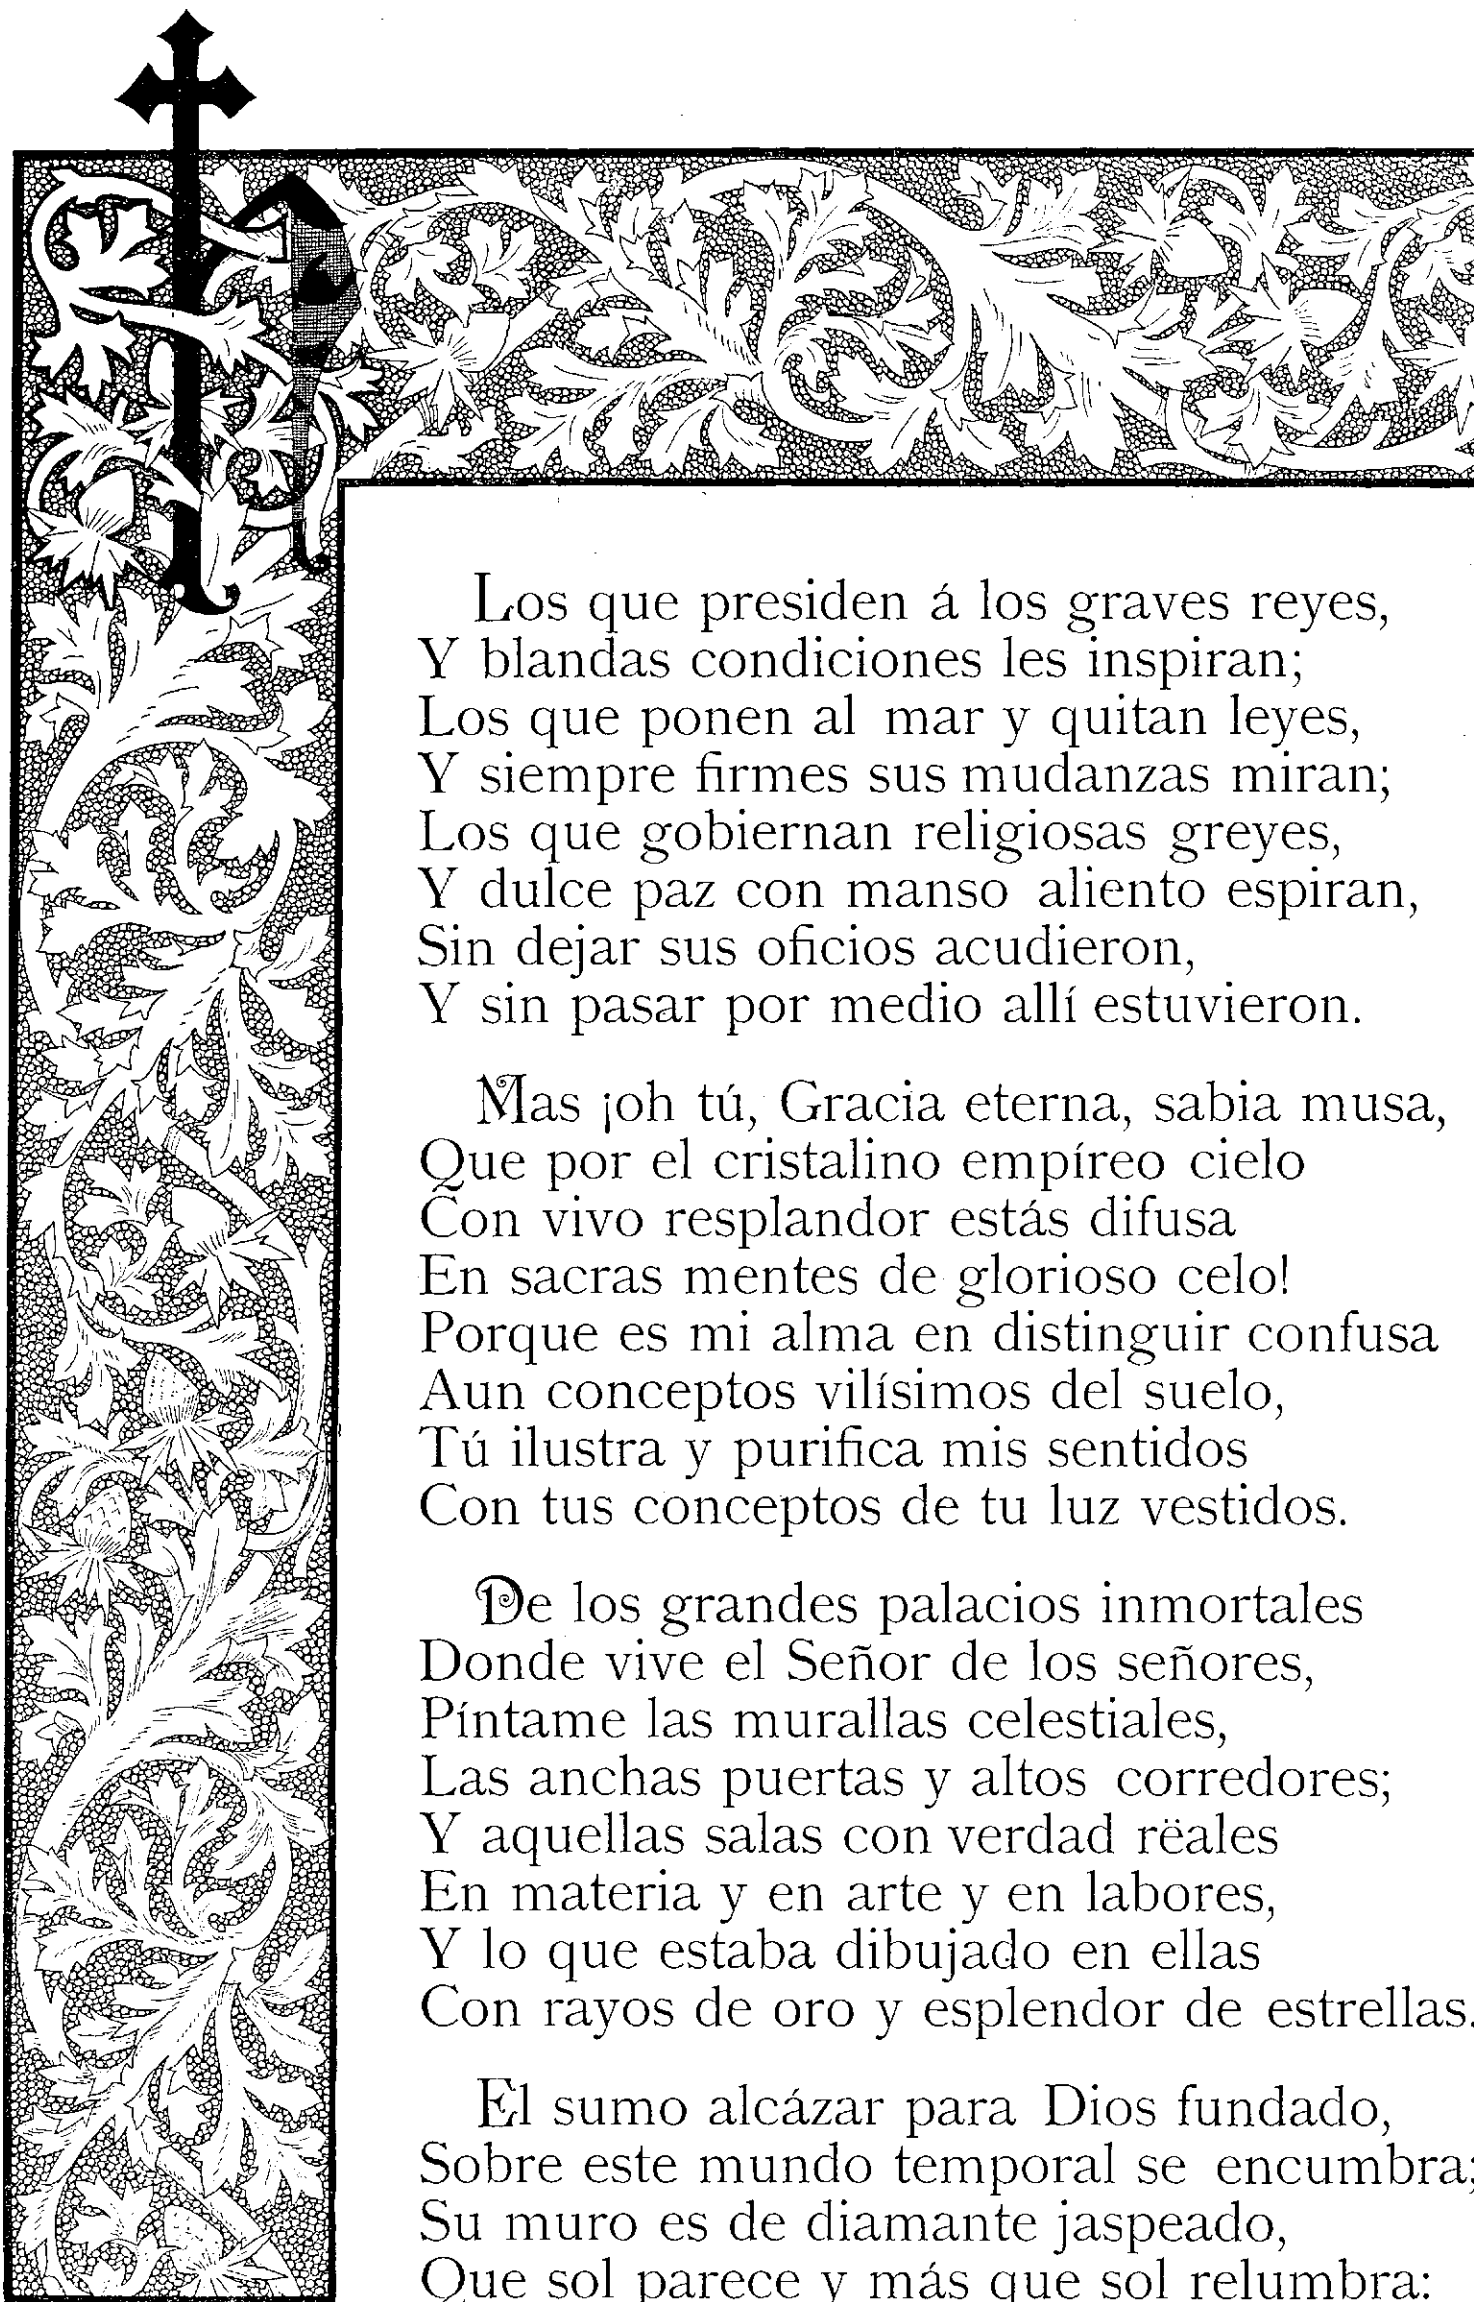 Los que presiden á los graves reyes,
Y blandas condiciones les inspiran;
Los que ponen al mar y quitan leyes,
Y siempre firmes sus mudanzas miran;
Los que gobiernan religiosas greyes,
Y dulce paz con manso aliento espiran,
Sin dejar sus oficios acudieron,
Y sin pasar por medio allí estuvieron.

Mas ¡oh tú, Gracia eterna, sabia musa,
Que por el cristalino empíreo cielo
Con vivo resplandor estás difusa
En sacras mentes de glorioso celo!
Porque es mi alma en distinguir confusa
Aun conceptos vilísimos del suelo,
Tú ilustra y purifica mis sentidos
Con tus conceptos de tu luz vestidos.

De los grandes palacios inmortales
Donde vive el Señor de los señores,
Píntame las murallas celestiales,
Las anchas puertas y altos corredores;
Y aquellas salas con verdad rëales
En materia y en arte y en labores,
Y lo que estaba dibujado en ellas
Con rayos de oro y esplendor de estrellas.

El sumo alcázar para Dios fundado,
Sobre este mundo temporal se encumbra;
Su muro es de diamante jaspeado,
Que sol parece y más que sol relumbra: